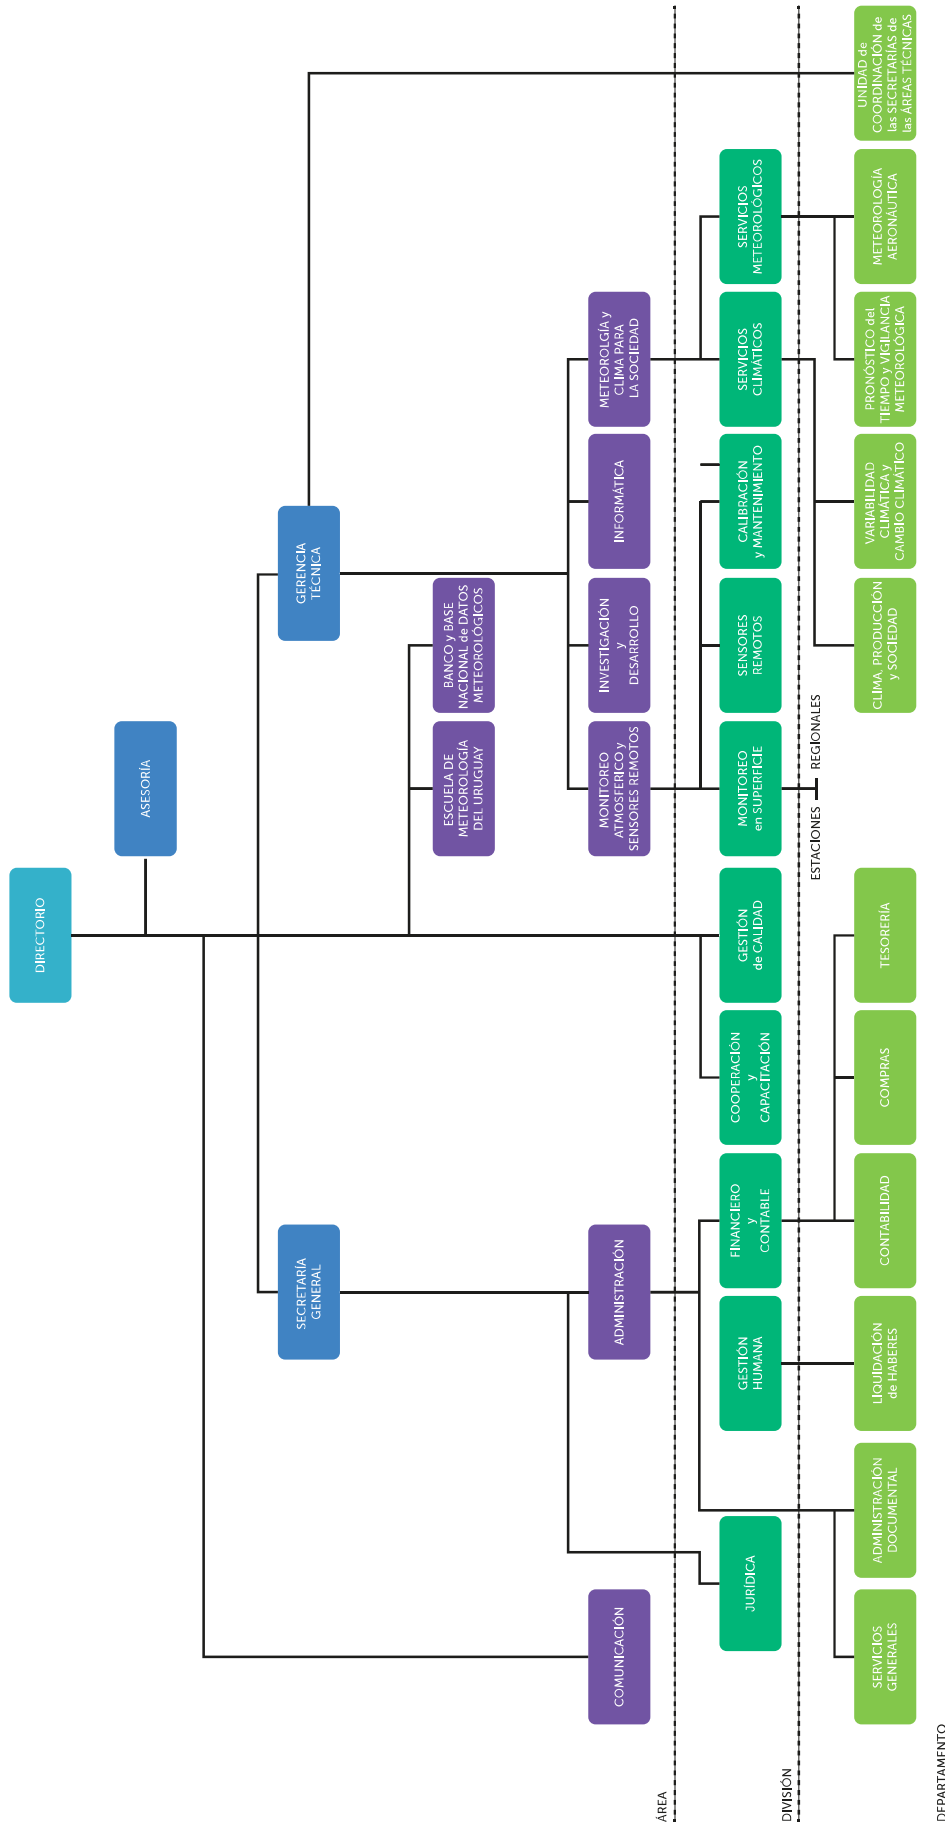 DIRECTORIO
ASESORÍA
SECRETARÍA
GENERAL
GERENCIA
TÉCNICA
ESCUELA DE
METEOROLOGÍA
DEL URUGUAY
BANCO y BASE
NACIONAL de DATOS
METEOROLÓGICOS
COMUNICACIÓN
ADMINISTRACIÓN
MONITOREO
ATMOSFERICO y
SENSORES REMOTOS
INVESTIGACIÓN
y
DESARROLLO
INFORMÁTICA
METEOROLGÍA y
CLIMA PARA
LA SOCIEDAD
ÁREA
JURÍDICA
GESTIÓN
HUMANA
FINANCIERO
y
CONTABLE
COOPERACIÓN
y
CAPACITACIÓN
GESTIÓN
de CALIDAD
MONITOREO
en SUPERFICIE
SENSORES
REMOTOS
CALIBRACIÓN
y MANTENIMIENTO
SERVICIOS
CLIMÁTICOS
SERVICIOS
METEOROLÓGICOS
DIVISIÓN
ESTACIONES
REGIONALES
SERVICIOS
GENERALES
ADMINISTRACIÓN
DOCUMENTAL
LIQUIDACIÓN
de HABERES
CONTABILIDAD
COMPRAS
TESORERÍA
CLÍMA, PRODUCCIÓN
y SOCIEDAD
VARIABILIDAD
CLIMÁTICA y
CAMBIO CLIMÁTICO
PRONÓSTICO del
TIEMPO y VIGILANCIA
METEOROLÓGICA
METEOROLOGÍA
AERONÁUTICA
UNIDAD de
COORDINACIÓN de
las SECRETARÍAS de
las ÁREAS TÉCNICAS
DEPARTAMENTO